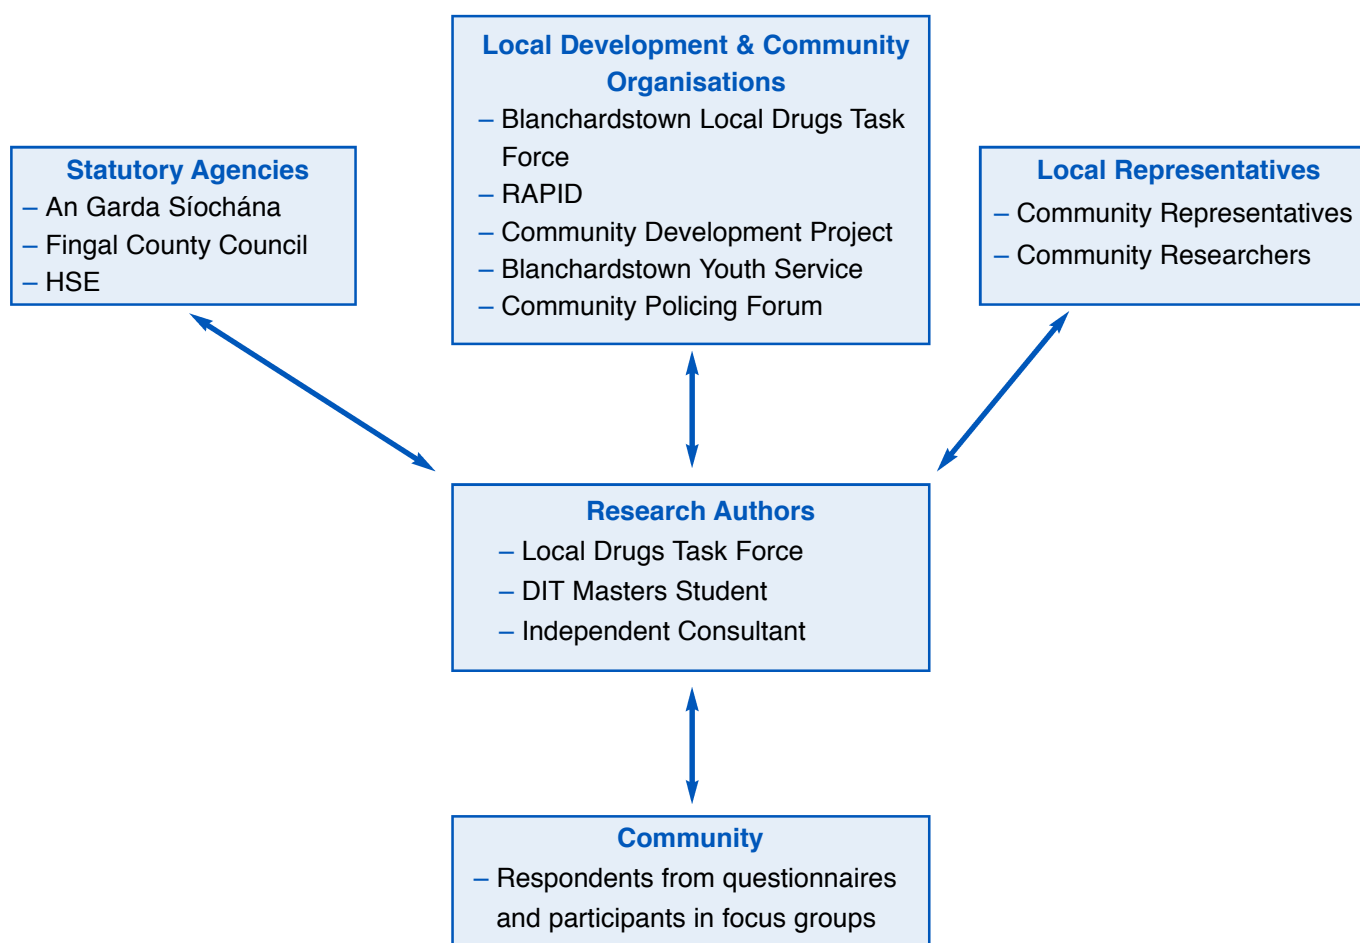 Local Development & Community
Organisations
– Blanchardstown Local Drugs Task
Force
– RAPID
– Community Development Project
– Blanchardstown Youth Service
– Community Policing Forum
Statutory Agencies
– An Garda Síochána
– Fingal County Council
– HSE
Local Representatives
– Community Representatives
– Community Researchers
Research Authors
– Local Drugs Task Force
– DIT Masters Student
– Independent Consultant
Community
– Respondents from questionnaires
and participants in focus groups